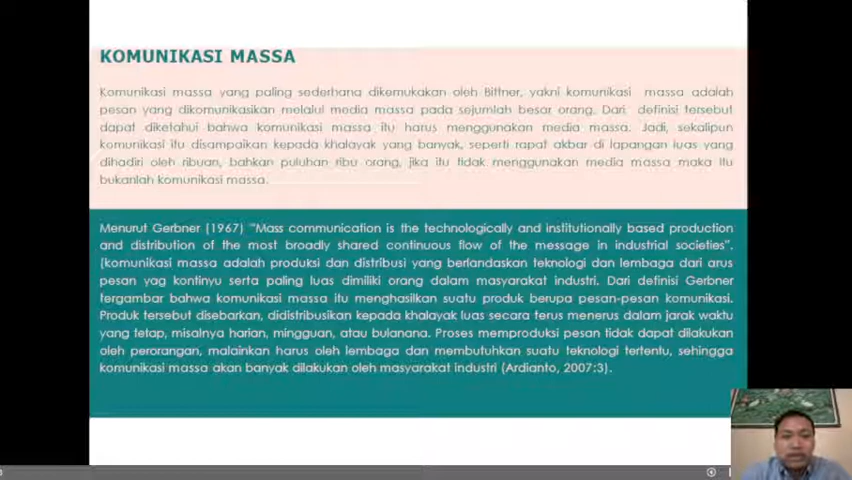 KOMUNIKASI MASSA
Komunikasi massa yang paling sederhana dikemukakan oleh Bittner, yakni komunikasi massa adalah
pesan yang dikomunikasikan melalui media massa pada sejumlah besar orang. Dari definisi tersebut
dapat diketahui bahwa komunikasi massa itu harus menggunakan media massa. Jadi, sekalipun
komunikasi itu disampaikan kepada khalayak yang banyak, seperti rapat akbar di lapangan luas yang
dihadiri oleh ribuan, bahkan puluhan ribu orang, jika itu tidak menggunakan media massa maka itu
bukanlah komunikasi massa.
Menurut Gerbner (1967) "Mass communication is the technologically and institutionally based production
and distribution of the most broadly shared continuous flow of the message in industrial societies".
(komunikasi massa adalah produksi dan distribusi yang berlandaskan teknologi dan lembaga dari arus
pesan yag kontinyu serta paling luas dimiliki orang dalam masyarakat industri. Dari definisi Gerbner
tergambar bahwa komunikasi massa itu menghasilkan suatu produk berupa pesan-pesan komunikasi.
Produk tersebut disebarkan, didistribusikan kepada khalayak luas secara terus menerus dalam jarak waktu
yang tetap, misalnya harian, mingguan, atau bulanana. Proses memproduksi pesan tidak dapat dilakukan
oleh perorangan, malainkan harus oleh lembaga dan membutuhkan suatu teknologi tertentu, sehingga
komunikasi massa akan banyak dilakukan oleh masyarakat industri (Ardianto, 2007:3).